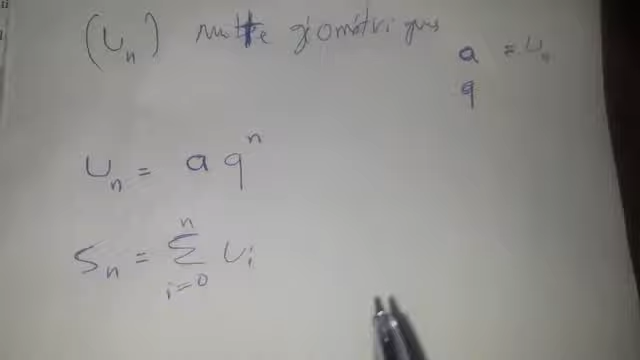 (Un) suite géométrique
a = U0
q
Un = a q^n
Sn = Σ_{i=0}^{n} Ui